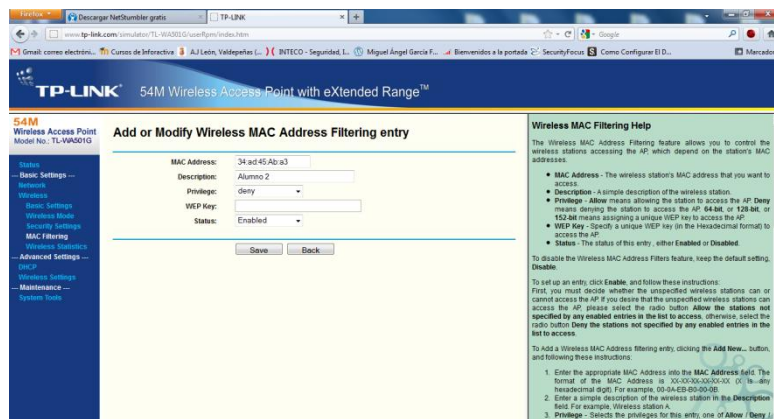 Firefox
Descargar NetStumbler gratis
TP-LINK
www.tp-link.com/simulator/TL-WA501G/userRpm/index.htm
Google
Gmail: correo electróni...
Cursos de Inforactiva
A.J León, Valdepeñas (...
INTECO - Seguridad, I...
Miguel Ángel García F...
Bienvenidos a la portada
SecurityFocus
Como Configurar El D...
Marcador
TP-LINK®
54M Wireless Access Point with eXtended Range™
54M
Wireless Access Point
Model No.: TL-WA501G
Status
--- Basic Settings ---
Network
Wireless
Basic Settings
Wireless Mode
Security Settings
MAC Filtering
Wireless Statistics
--- Advanced Settings ---
DHCP
Wireless Settings
--- Maintenance ---
System Tools
Add or Modify Wireless MAC Address Filtering entry
MAC Address: 34:ad:45:Ab:a3
Description: Alumno 2
Privilege: deny
WEP Key:
Status: Enabled
Save Back
Wireless MAC Filtering Help
The Wireless MAC Address Filtering feature allows you to control the
wireless stations accessing the AP, which depend on the station's MAC
addresses.
• MAC Address - The wireless station's MAC address that you want to
access.
• Description - A simple description of the wireless station.
• Privilege - Allow means allowing the station to access the AP. Deny
means denying the station to access the AP. 64-bit, or 128-bit, or
152-bit means assigning a unique WEP key to access the AP.
• WEP Key - Specify a unique WEP key (in the Hexadecimal format) to
access the AP.
• Status - The status of this entry, either Enabled or Disabled.
To disable the Wireless MAC Address Filters feature, keep the default setting,
Disable.
To set up an entry, click Enable, and follow these instructions:
First, you must decide whether the unspecified wireless stations can or
cannot access the AP. If you desire that the unspecified wireless stations can
access the AP, please select the radio button Allow the stations not
specified by any enabled entries in the list to access, otherwise, select the
radio button Deny the stations not specified by any enabled entries in the
list to access.
To Add a Wireless MAC Address filtering entry, clicking the Add New... button,
and following these instructions:
1. Enter the appropriate MAC Address into the MAC Address field. The
format of the MAC Address is XX-XX-XX-XX-XX-XX (X is any
hexadecimal digit). For example, 00-0A-EB-B0-00-0B.
2. Enter a simple description of the wireless station in the Description
field. For example, Wireless station A.
3. Privilege - Selects the privileges for this entry, one of Allow / Deny /